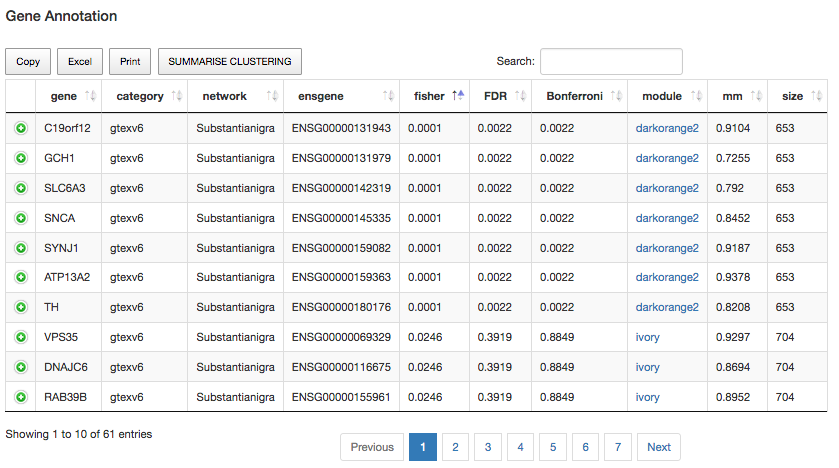 Gene Annotation
Copy Excel Print SUMMARISE CLUSTERING Search:
gene category network ensgene fisher FDR Bonferroni module mm size
C19orf12 gtexv6 Substantianigra ENSG00000131943 0.0001 0.0022 0.0022 darkorange2 0.9104 653
GCH1 gtexv6 Substantianigra ENSG00000131979 0.0001 0.0022 0.0022 darkorange2 0.7255 653
SLC6A3 gtexv6 Substantianigra ENSG00000142319 0.0001 0.0022 0.0022 darkorange2 0.792 653
SNCA gtexv6 Substantianigra ENSG00000145335 0.0001 0.0022 0.0022 darkorange2 0.8452 653
SYNJ1 gtexv6 Substantianigra ENSG00000159082 0.0001 0.0022 0.0022 darkorange2 0.9187 653
ATP13A2 gtexv6 Substantianigra ENSG00000159363 0.0001 0.0022 0.0022 darkorange2 0.9378 653
TH gtexv6 Substantianigra ENSG00000180176 0.0001 0.0022 0.0022 darkorange2 0.8208 653
VPS35 gtexv6 Substantianigra ENSG00000069329 0.0246 0.3919 0.8849 ivory 0.9297 704
DNAJC6 gtexv6 Substantianigra ENSG00000116675 0.0246 0.3919 0.8849 ivory 0.8694 704
RAB39B gtexv6 Substantianigra ENSG00000155961 0.0246 0.3919 0.8849 ivory 0.8952 704
Showing 1 to 10 of 61 entries
Previous 1 2 3 4 5 6 7 Next